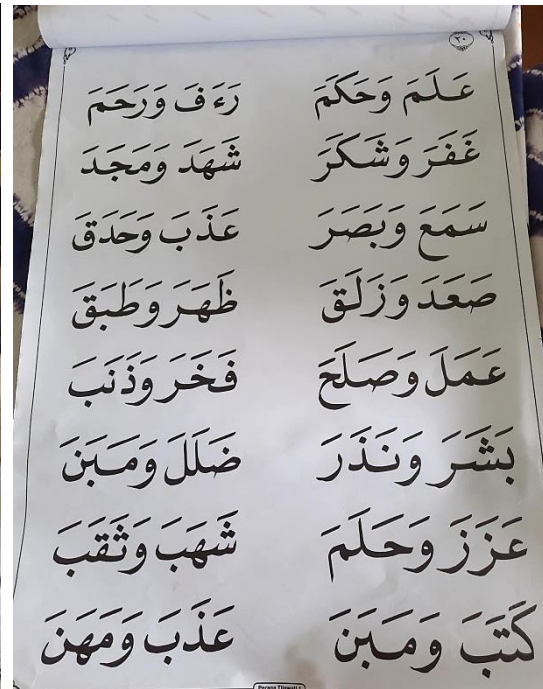 ٣٠
عَلَمَ وَحَكَمَ رَءَفَ وَرَحَمَ
غَفَرَ وَشَكَرَ شَهَدَ وَمَجَدَ
سَمَعَ وَبَصَرَ عَذَبَ وَحَدَقَ
صَعَدَ وَزَلَقَ ظَهَرَ وَطَبَقَ
عَمَلَ وَصَلَحَ فَخَرَ وَذَنَبَ
بَشَرَ وَنَذَرَ ضَلَلَ وَمَبَنَ
عَزَزَ وَحَلَمَ شَهَبَ وَثَقَبَ
كَتَبَ وَمَبَنَ عَذَبَ وَمَهَنَ